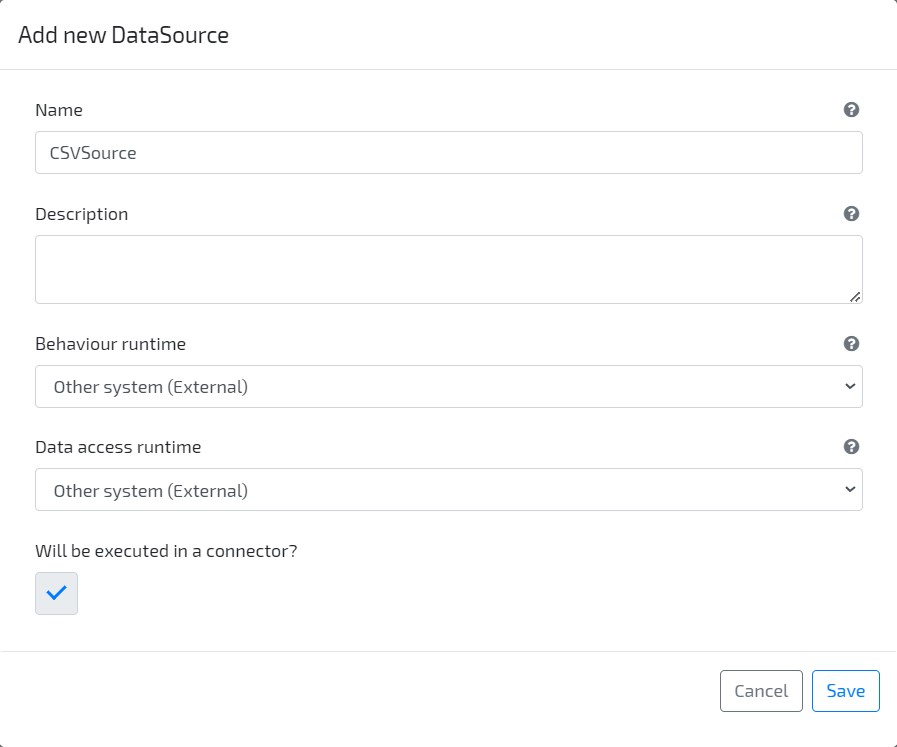 Add new DataSource
Name
CSVSource
Description
Behaviour runtime
Other system (External)
Data access runtime
Other system (External)
Will be executed in a connector?
Cancel Save